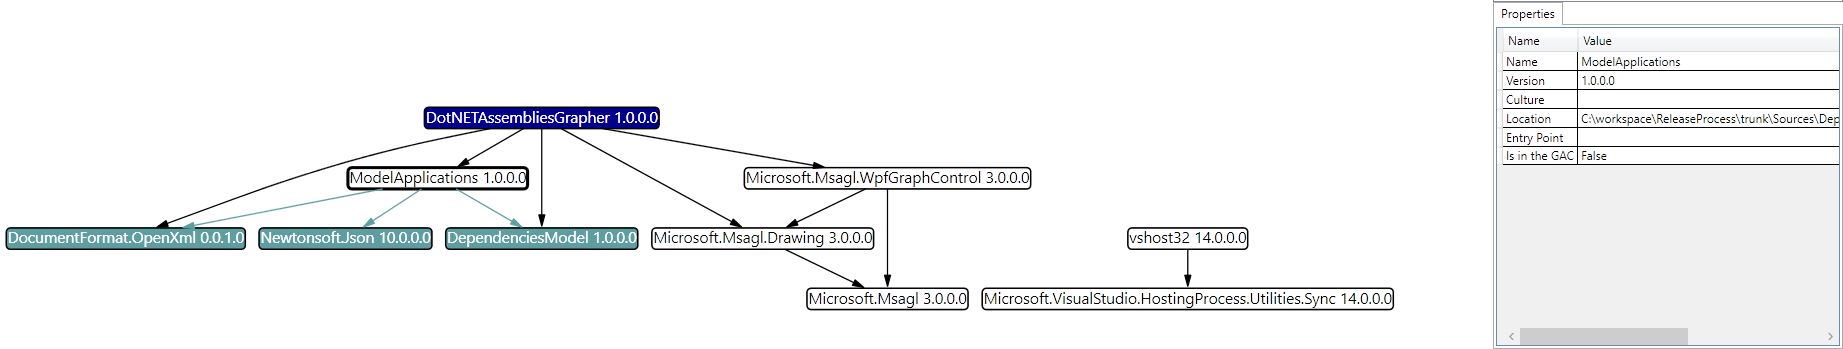 DotNETAssembliesGrapher 1.0.0.0
ModelApplications 1.0.0.0
Microsoft.Msagl.WpfGraphControl 3.0.0.0
DocumentFormat.OpenXml 0.0.1.0
NewtonsoftJson 10.0.0.0
DependenciesModel 1.0.0.0
Microsoft.Msagl.Drawing 3.0.0.0
vshost32 14.0.0.0
Microsoft.Msagl 3.0.0.0
Microsoft.VisualStudio.HostingProcess.Utilities.Sync 14.0.0.0
Properties
Name Value
Name ModelApplications
Version 1.0.0.0
Culture
Location C:\workspace\ReleaseProcess\trunk\Sources\Dep
Entry Point
Is in the GAC False